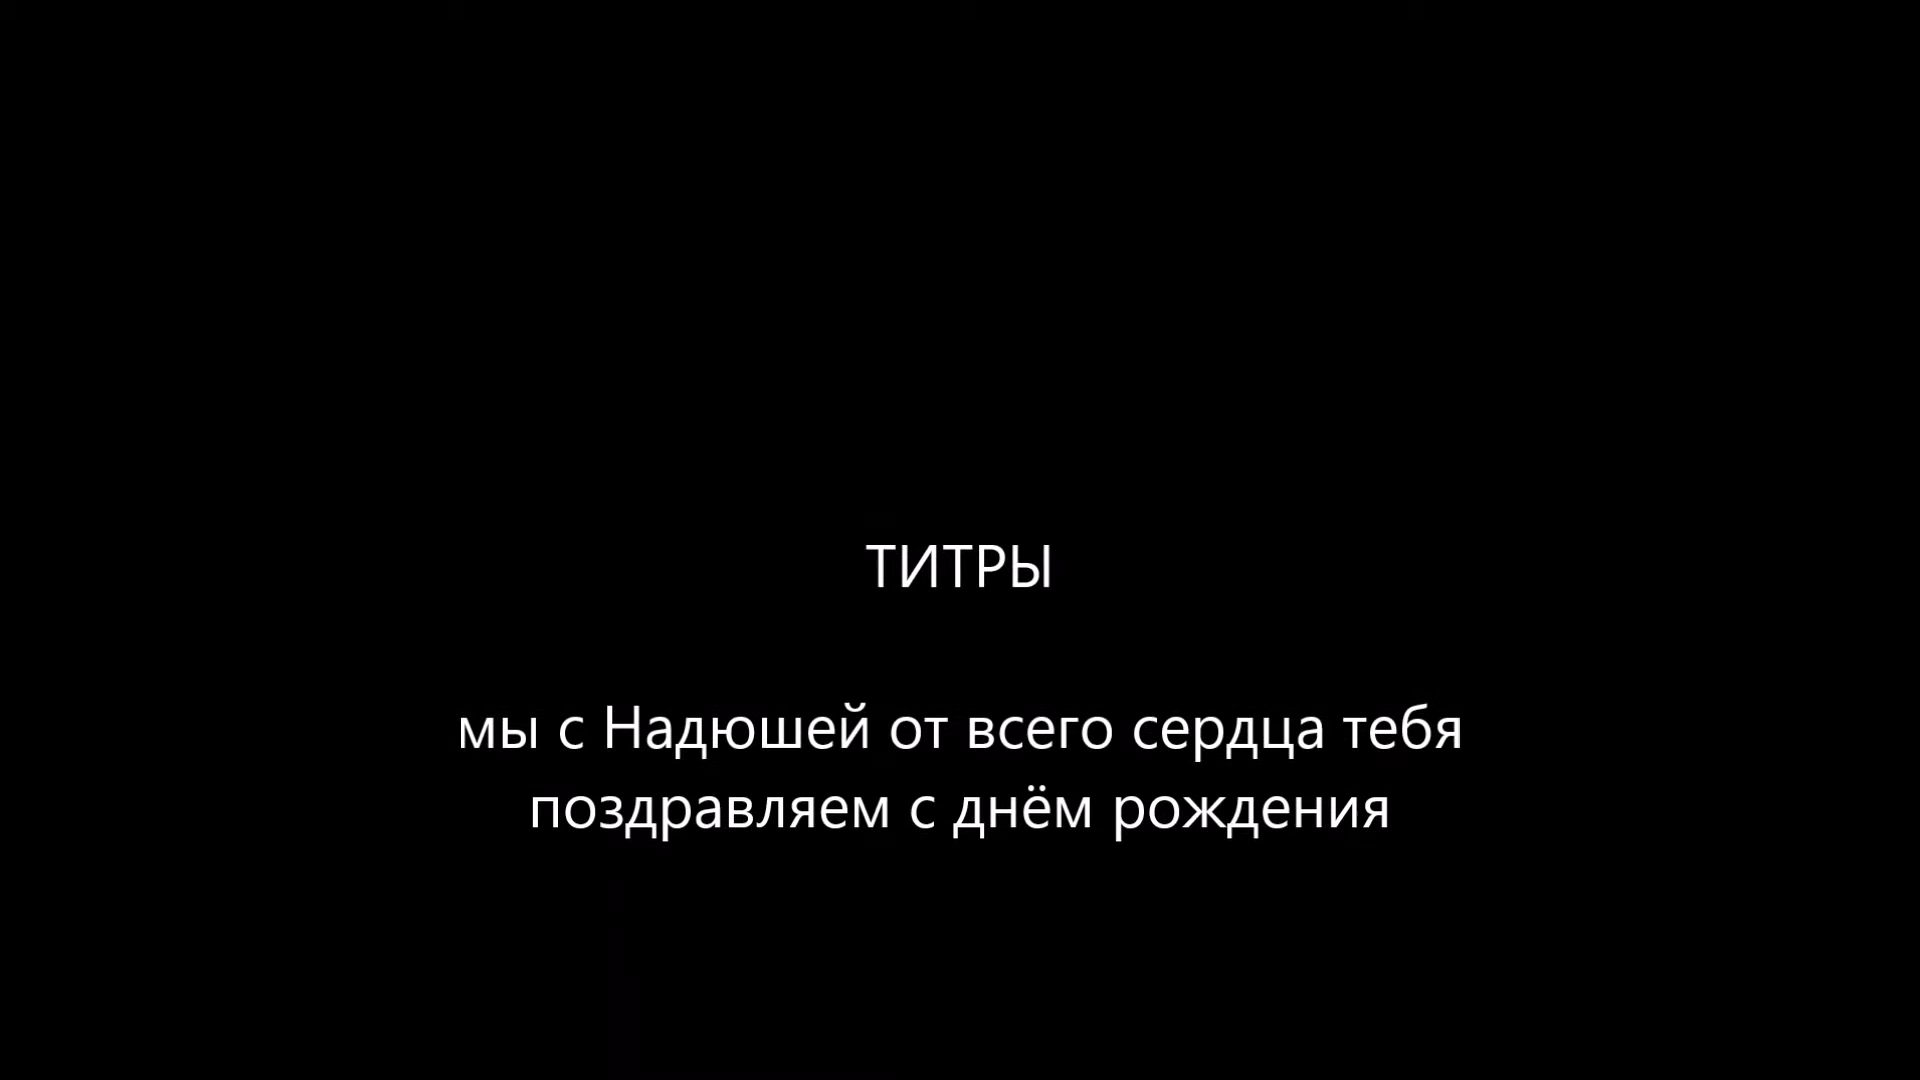 ТИТРЫ
мы с Надюшей от всего сердца тебя
поздравляем с днём рождения